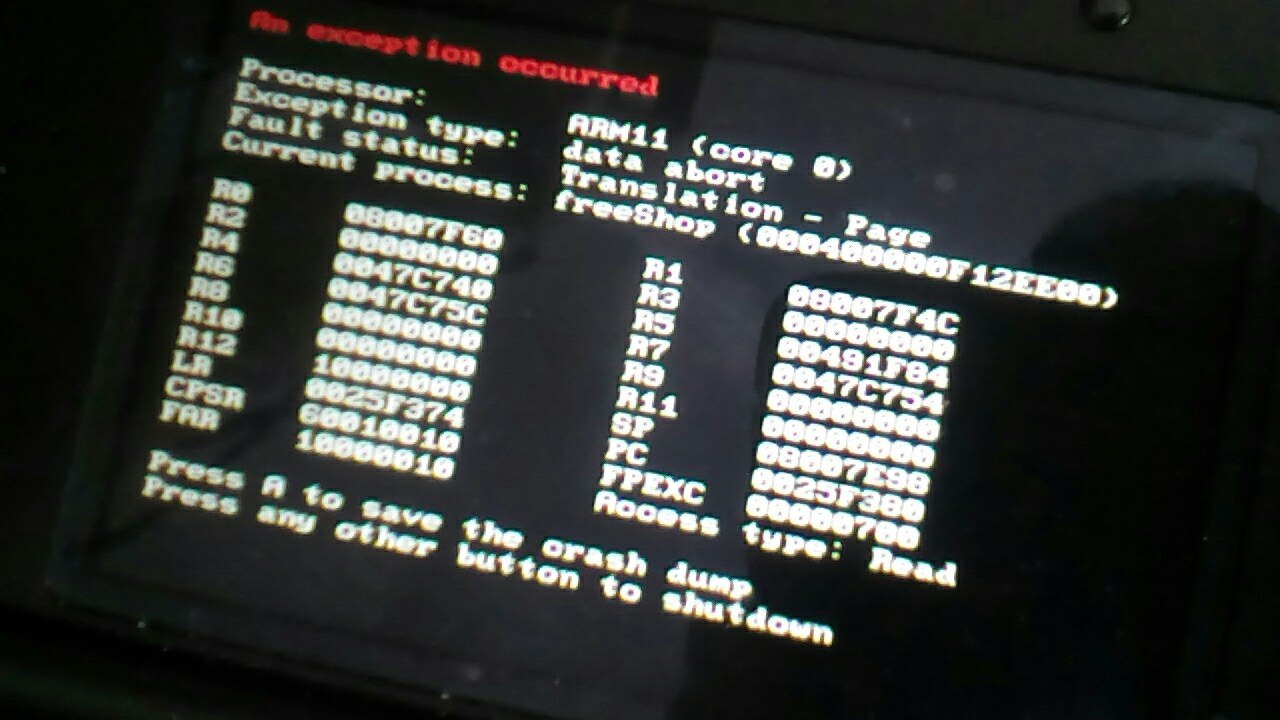 An exception occurred
Processor: ARM11 (core 0)
Exception type: data abort
Fault status: Translation - Page
Current process: freeShop (000400000F12EE00)
R0 08007F60 R1 08007F4C
R2 00000000 R3 00000000
R4 0047C740 R5 00491F84
R6 0047C75C R7 0047C754
R8 00000000 R9 00000000
R10 00000000 R11 00000000
R12 10000000 SP 08007E98
LR 0025F374 PC 0025F380
CPSR 60010010 FPEXC 00000700
FAR 10000010 Access type: Read
Press A to save the crash dump
Press any other button to shutdown